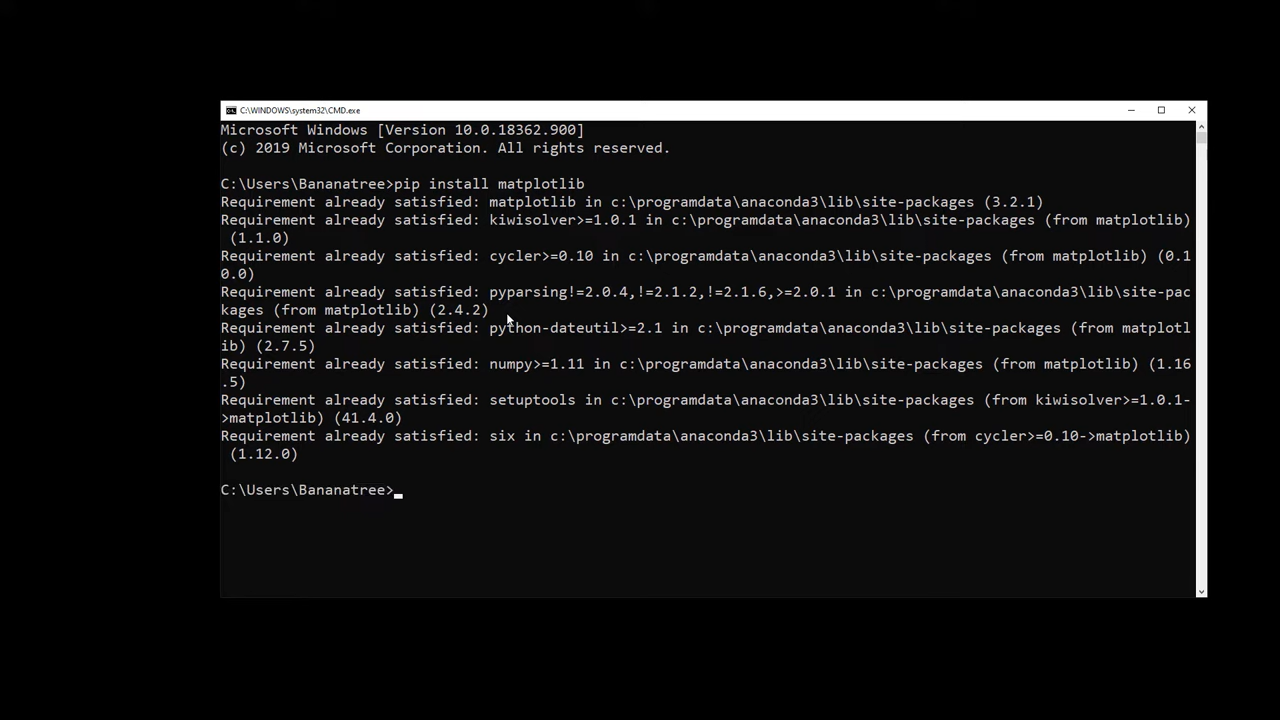 C:\WINDOWS\system32\CMD.exe
Microsoft Windows [Version 10.0.18362.900]
(c) 2019 Microsoft Corporation. All rights reserved.
C:\Users\Bananatree>pip install matplotlib
Requirement already satisfied: matplotlib in c:\programdata\anaconda3\lib\site-packages (3.2.1)
Requirement already satisfied: kiwisolver>=1.0.1 in c:\programdata\anaconda3\lib\site-packages (from matplotlib)
(1.1.0)
Requirement already satisfied: cycler>=0.10 in c:\programdata\anaconda3\lib\site-packages (from matplotlib) (0.1
0.0)
Requirement already satisfied: pyparsing!=2.0.4,!=2.1.2,!=2.1.6,>=2.0.1 in c:\programdata\anaconda3\lib\site-pac
kages (from matplotlib) (2.4.2)
Requirement already satisfied: python-dateutil>=2.1 in c:\programdata\anaconda3\lib\site-packages (from matplotl
ib) (2.7.5)
Requirement already satisfied: numpy>=1.11 in c:\programdata\anaconda3\lib\site-packages (from matplotlib) (1.16
.5)
Requirement already satisfied: setuptools in c:\programdata\anaconda3\lib\site-packages (from kiwisolver>=1.0.1-
>matplotlib) (41.4.0)
Requirement already satisfied: six in c:\programdata\anaconda3\lib\site-packages (from cycler>=0.10->matplotlib)
(1.12.0)
C:\Users\Bananatree>